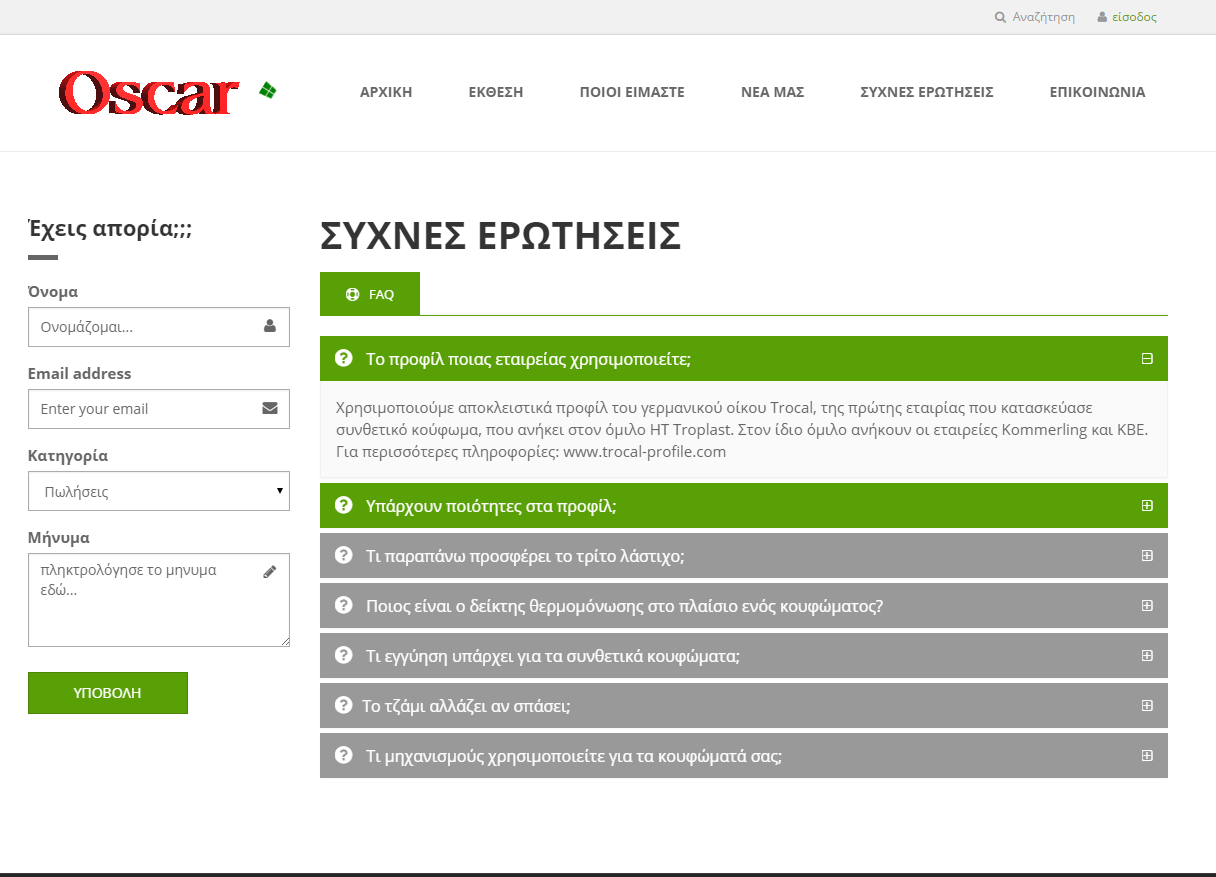 Αναζήτηση είσοδος
Oscar
ΑΡΧΙΚΗ ΕΚΘΕΣΗ ΠΟΙΟΙ ΕΙΜΑΣΤΕ ΝΕΑ ΜΑΣ ΣΥΧΝΕΣ ΕΡΩΤΗΣΕΙΣ ΕΠΙΚΟΙΝΩΝΙΑ
Έχεις απορία;;;
Όνομα
Ονομάζομαι...
Email address
Enter your email
Κατηγορία
Πωλήσεις
Μήνυμα
πληκτρολόγησε το μηνυμα
εδώ...
ΥΠΟΒΟΛΗ
ΣΥΧΝΕΣ ΕΡΩΤΗΣΕΙΣ
FAQ
Το προφίλ ποιας εταιρείας χρησιμοποιείτε;
Χρησιμοποιούμε αποκλειστικά προφίλ του γερμανικού οίκου Trocal, της πρώτης εταιρίας που κατασκεύασε
συνθετικό κούφωμα, που ανήκει στον όμιλο HT Troplast. Στον ίδιο όμιλο ανήκουν οι εταιρείες Kommerling και KBE.
Για περισσότερες πληροφορίες: www.trocal-profile.com
Υπάρχουν ποιότητες στα προφίλ;
Τι παραπάνω προσφέρει το τρίτο λάστιχο;
Ποιος είναι ο δείκτης θερμομόνωσης στο πλαίσιο ενός κουφώματος?
Τι εγγύηση υπάρχει για τα συνθετικά κουφώματα;
Το τζάμι αλλάζει αν σπάσει;
Τι μηχανισμούς χρησιμοποιείτε για τα κουφώματά σας;